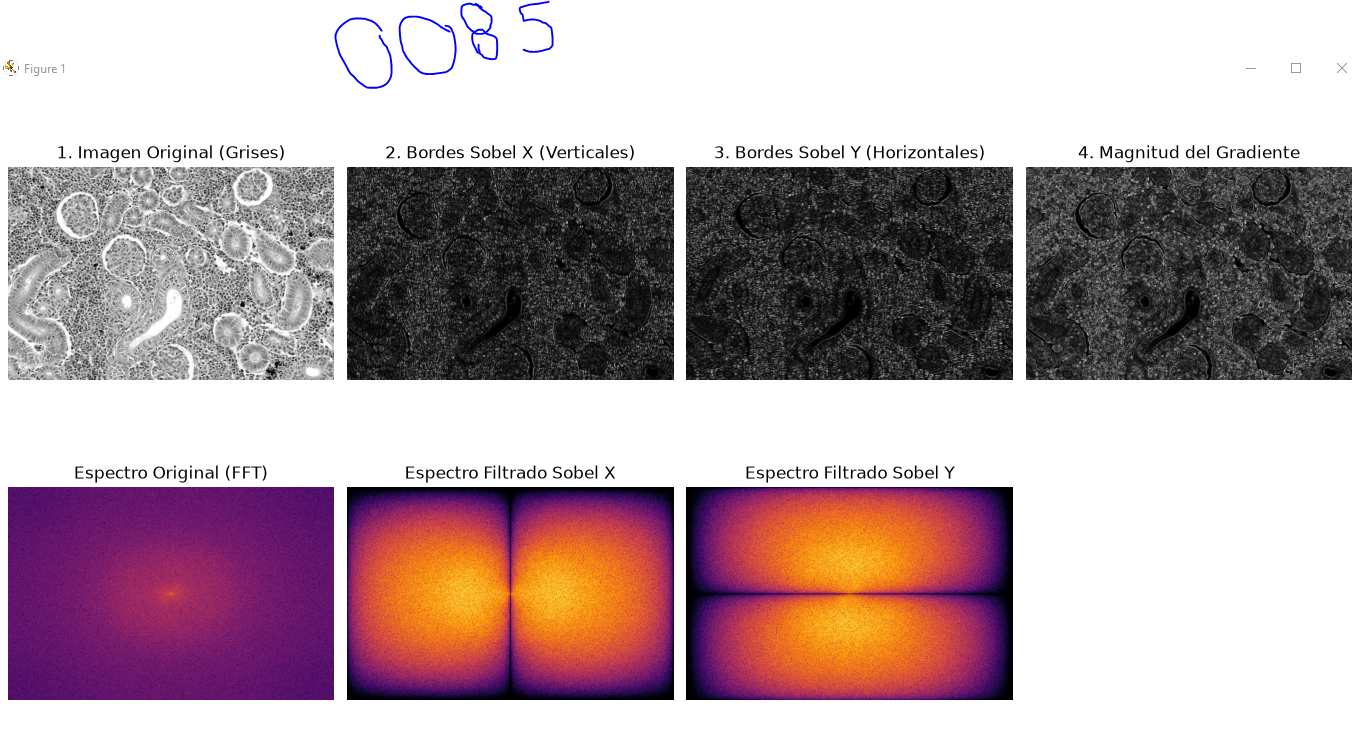 0085
Figure 1
1. Imagen Original (Grises)
2. Bordes Sobel X (Verticales)
3. Bordes Sobel Y (Horizontales)
4. Magnitud del Gradiente
Espectro Original (FFT)
Espectro Filtrado Sobel X
Espectro Filtrado Sobel Y